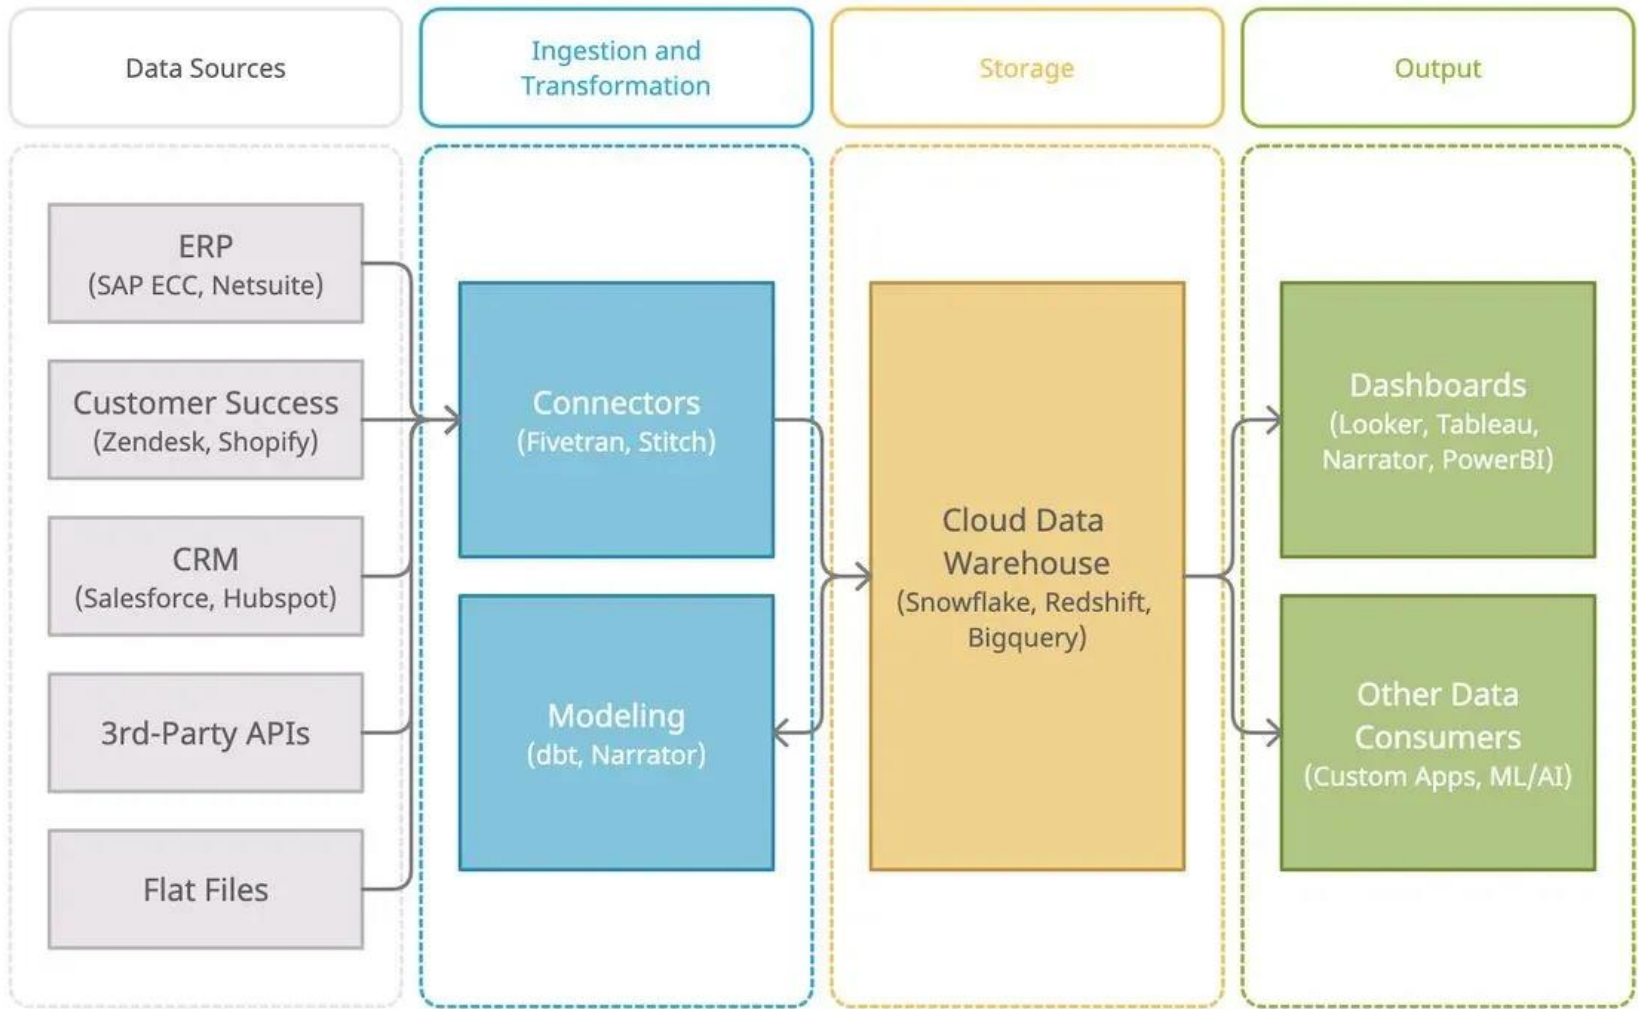 Data Sources
Ingestion and
Transformation
Storage
Output
ERP
(SAP ECC, Netsuite)
Customer Success
(Zendesk, Shopify)
CRM
(Salesforce, Hubspot)
3rd-Party APIs
Flat Files
Connectors
(Fivetran, Stitch)
Modeling
(dbt, Narrator)
Cloud Data
Warehouse
(Snowflake, Redshift,
Bigquery)
Dashboards
(Looker, Tableau,
Narrator, PowerBI)
Other Data
Consumers
(Custom Apps, ML/AI)